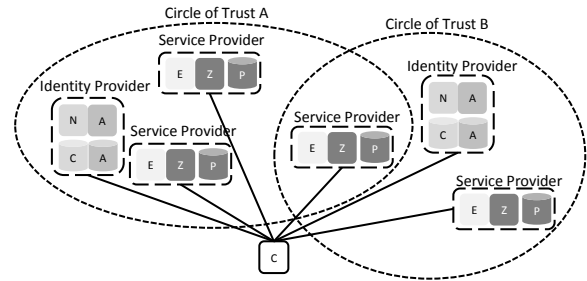 Circle of Trust A
Circle of Trust B
Service Provider
E Z P
Identity Provider
N A
C A
Service Provider
E Z P
Service Provider
E Z P
Identity Provider
N A
C A
Service Provider
E Z P
C